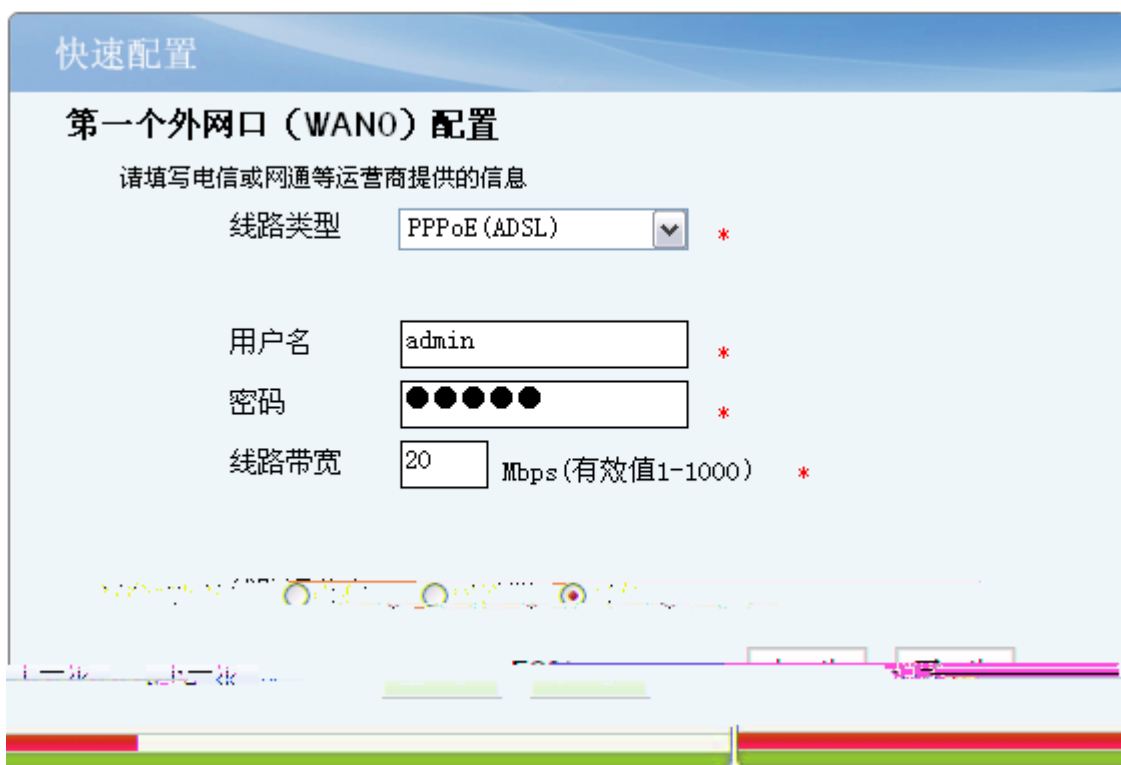 快速配置
第一个外网口（WAN0）配置
请填写电信或网通等运营商提供的信息
线路类型 PPPoE(ADSL) *
用户名 admin *
密码 ●●●●● *
线路带宽 20 Mbps(有效值1-1000) *